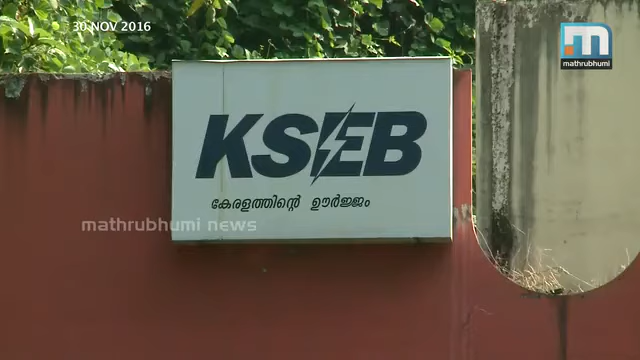 30 NOV 2016
m
mathrubhumi
KSEB
കേരളത്തിന്റെ ഊർജ്ജം
mathrubhumi news